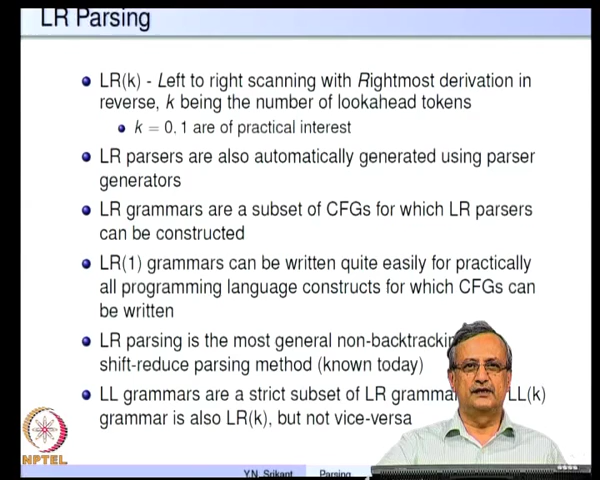 LR Parsing
LR(k) - Left to right scanning with Rightmost derivation in
reverse, k being the number of lookahead tokens
k = 0, 1 are of practical interest
LR parsers are also automatically generated using parser
generators
LR grammars are a subset of CFGs for which LR parsers
can be constructed
LR(1) grammars can be written quite easily for practically
all programming language constructs for which CFGs can
be written
LR parsing is the most general non-backtrackin
shift-reduce parsing method (known today)
LL grammars are a strict subset of LR gramma LL(k)
grammar is also LR(k), but not vice-versa
NPTEL
Y.N. Srikant Parsing